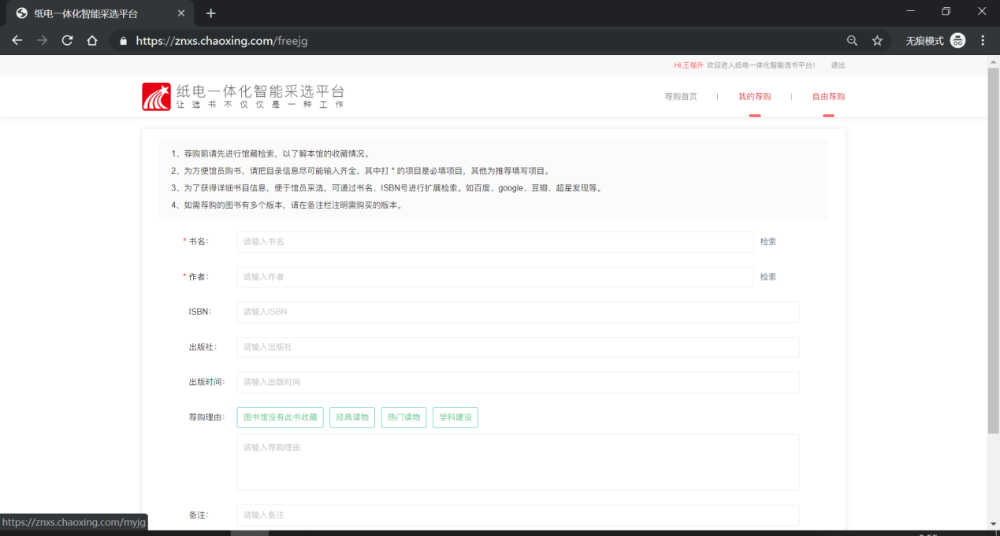 纸电一体化智能采选平台
https://znxs.chaoxing.com/freejg
无痕模式
Hi,王福升 欢迎进入纸电一体化智能选书平台! 退出
纸电一体化智能采选平台
让选书不仅仅是一种工作
荐购首页 | 我的荐购 | 自由荐购
1、荐购前请先进行馆藏检索，以了解本馆的收藏情况。
2、为方便馆员购书，请把目录信息尽可能输入齐全，其中打 * 的项目是必填项目，其他为推荐填写项目。
3、为了获得详细书目信息，便于馆员采选，可通过书名、ISBN号进行扩展检索。如百度、google、豆瓣、超星发现等。
4、如需荐购的图书有多个版本，请在备注栏注明需购买的版本。
* 书名： 请输入书名 检索
* 作者： 请输入作者 检索
ISBN： 请输入ISBN
出版社： 请输入出版社
出版时间： 请输入出版时间
荐购理由： 图书馆没有此书收藏 经典读物 热门读物 学科建设
请输入荐购理由
备注： 请输入备注
https://znxs.chaoxing.com/myjg